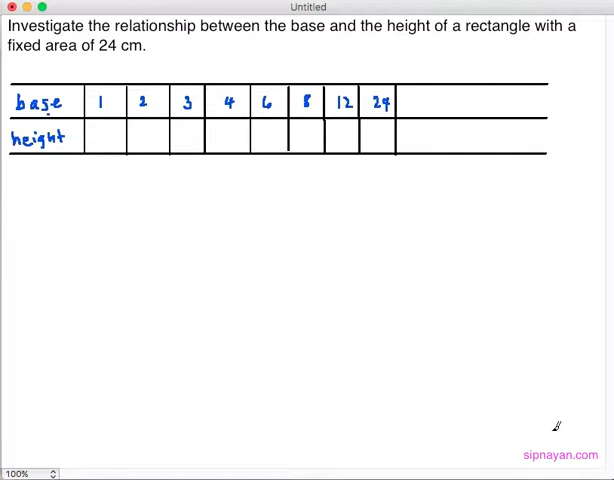 Untitled
Investigate the relationship between the base and the height of a rectangle with a
fixed area of 24 cm.
base 1 2 3 4 6 8 12 24
height
sipnayan.com
100%